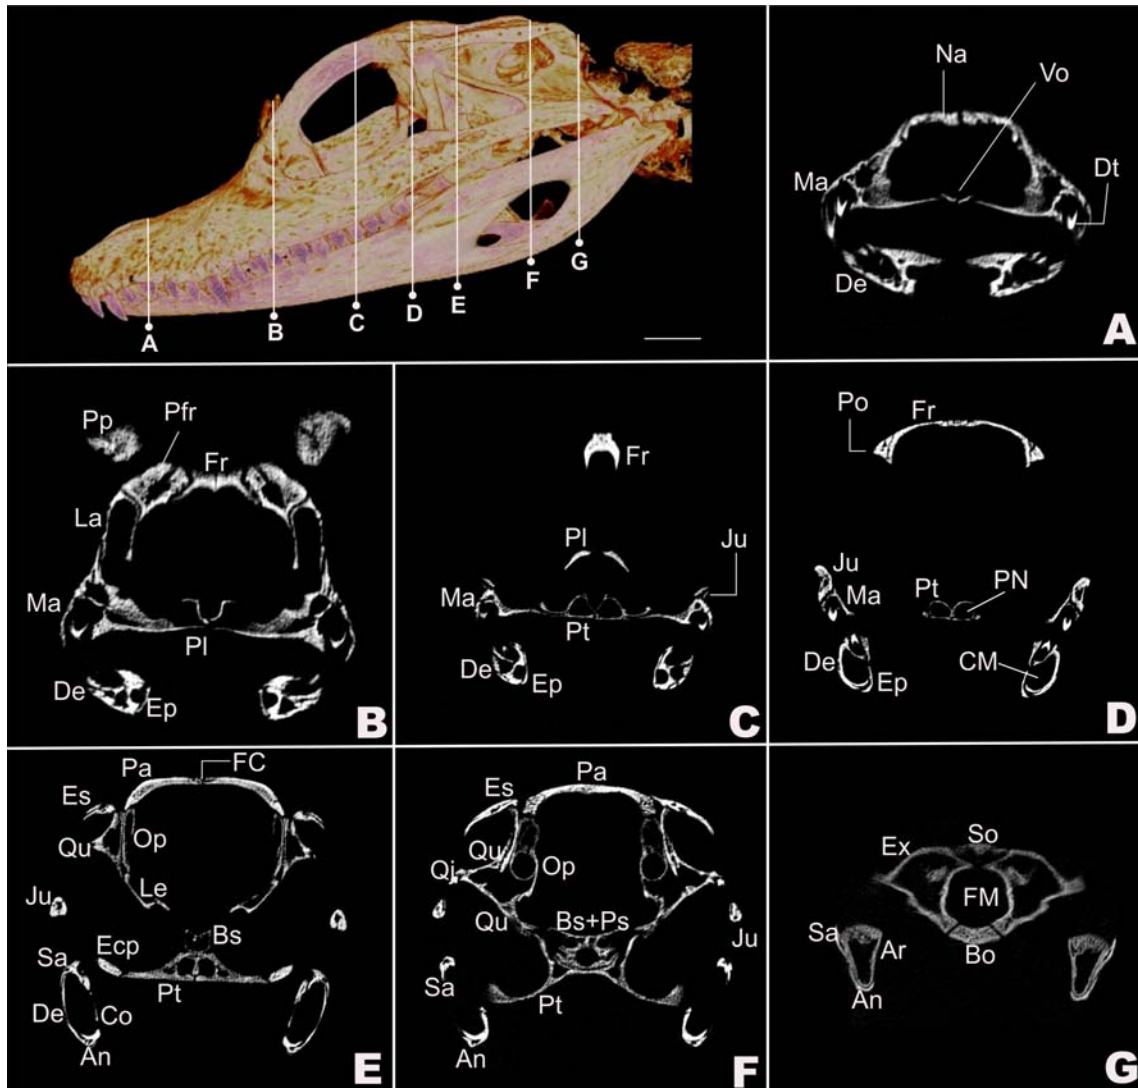 A
B
C
D
E
F
G
Na
Vo
Ma
Dt
De
A
Pp
Pfr
Fr
La
Ma
Pl
De
Ep
B
Fr
Pl
Ju
Ma
Pt
De
Ep
C
Po
Fr
Ju
Ma
Pt
PN
De
CM
Ep
D
Pa
FC
Es
Qu
Op
Le
Ju
Bs
Ecp
Sa
Pt
De
Co
An
E
Pa
Es
Qu
Qj
Op
Qu
Bs+Ps
Ju
Sa
Pt
An
F
So
Ex
FM
Sa
Ar
Bo
An
G